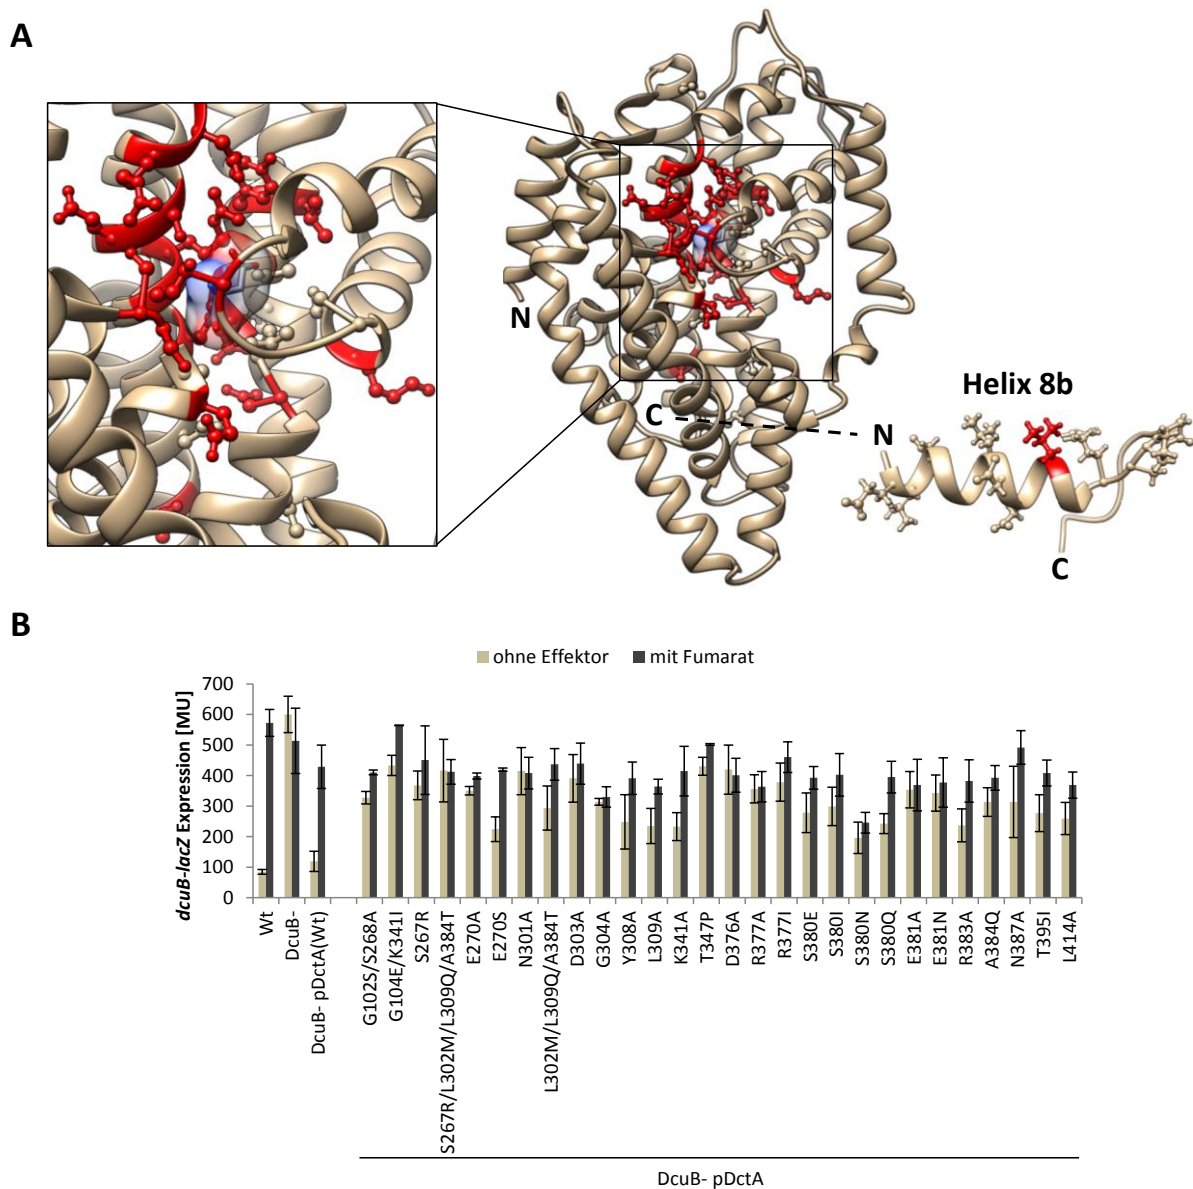 A
N
C
N
Helix 8b
C
B
ohne Effektor
mit Fumarat
dcuB-lacZ Expression [MU]
700
600
500
400
300
200
100
0
Wt
DcuB-
DcuB- pDctA(Wt)
G102S/S268A
G104E/K341I
S267R
S267R/L302M/L309Q/A384T
E270A
E270S
N301A
L302M/L309Q/A384T
D303A
G304A
Y308A
L309A
K341A
T347P
D376A
R377A
R377I
S380E
S380I
S380N
S380Q
E381A
E381N
R383A
A384Q
N387A
T395I
L414A
DcuB- pDctA